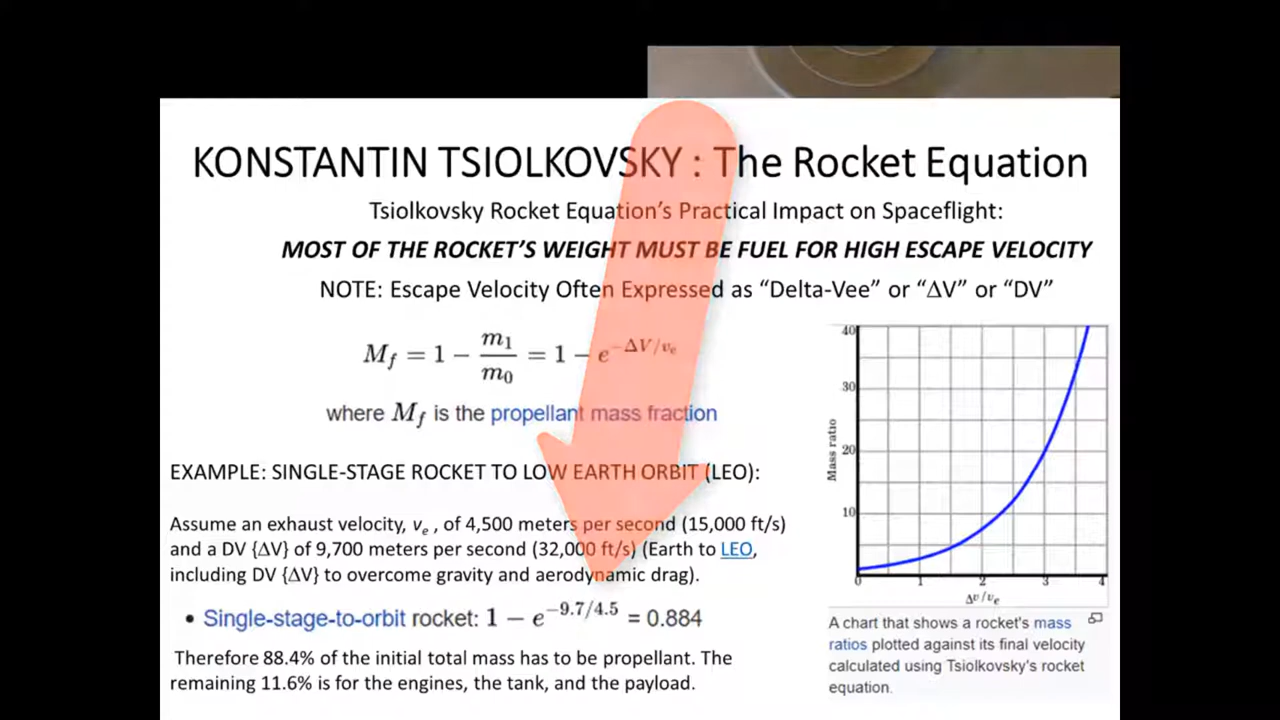 KONSTANTIN TSIOLKOVSKY : The Rocket Equation
Tsiolkovsky Rocket Equation's Practical Impact on Spaceflight:
MOST OF THE ROCKET'S WEIGHT MUST BE FUEL FOR HIGH ESCAPE VELOCITY
NOTE: Escape Velocity Often Expressed as “Delta-Vee” or “ΔV” or “DV”
M_f = 1 − m_1/m_0 = 1 − e^{−ΔV/v_e}
where M_f is the propellant mass fraction
EXAMPLE: SINGLE-STAGE ROCKET TO LOW EARTH ORBIT (LEO):
Assume an exhaust velocity, v_e , of 4,500 meters per second (15,000 ft/s)
and a DV {ΔV} of 9,700 meters per second (32,000 ft/s) (Earth to LEO,
including DV {ΔV} to overcome gravity and aerodynamic drag).
• Single-stage-to-orbit rocket: 1 − e^{−9.7/4.5} = 0.884
Therefore 88.4% of the initial total mass has to be propellant. The
remaining 11.6% is for the engines, the tank, and the payload.
40
30
20
10
Mass ratio
0 1 2 3 4
Δv/v_e
A chart that shows a rocket's mass
ratios plotted against its final velocity
calculated using Tsiolkovsky's rocket
equation.